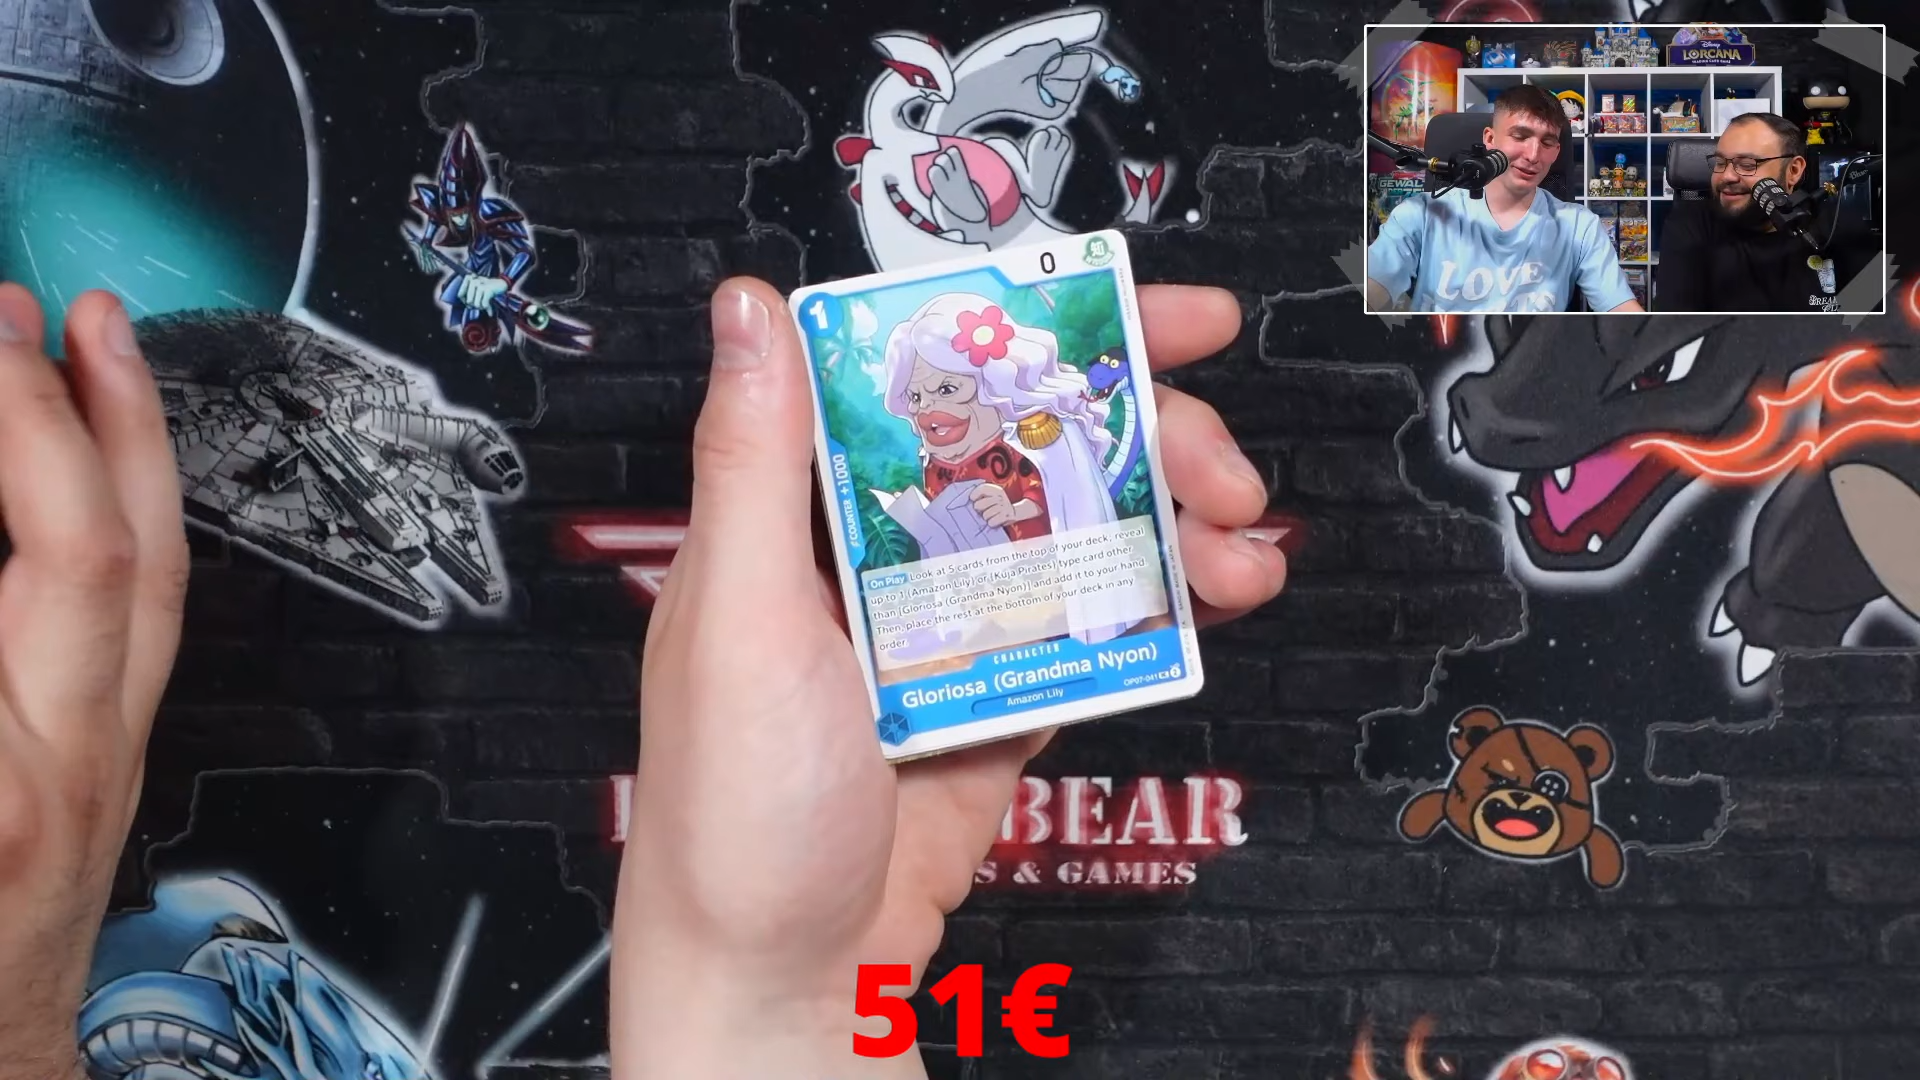 Disney
LORCANA
GEWAL
LOVE
1
0
COUNTER +1000
On Play Look at 5 cards from the top of your deck; reveal
up to 1 {Amazon Lily} or {Kuja Pirates} type card other
than [Gloriosa (Grandma Nyon)] and add it to your hand.
Then, place the rest at the bottom of your deck in any
order.
CHARACTER
Gloriosa (Grandma Nyon)
Amazon Lily
OP07-041
BEAR
S & GAMES
51€